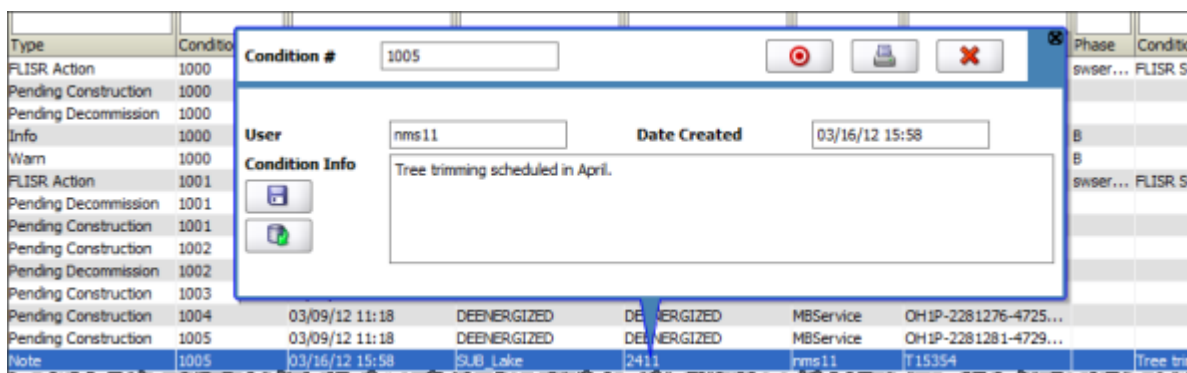 Type Conditio Phase Conditio
Condition # 1005
FLISR Action 1000 swser... FLISR S
Pending Construction 1000
Pending Decommission 1000
Info 1000 B
User nms11 Date Created 03/16/12 15:58
Warn 1000 B
Condition Info Tree trimming scheduled in April.
FLISR Action 1001 swser... FLISR S
Pending Decommission 1001
Pending Construction 1001
Pending Construction 1002
Pending Decommission 1002
Pending Construction 1003
Pending Construction 1004 03/09/12 11:18 DEENERGIZED DEENERGIZED MBService OH1P-2281276-4725...
Pending Construction 1005 03/09/12 11:18 DEENERGIZED DEENERGIZED MBService OH1P-2281281-4729...
Note 1005 03/16/12 15:58 SUB_Lake 2411 nms11 T15354 Tree tri